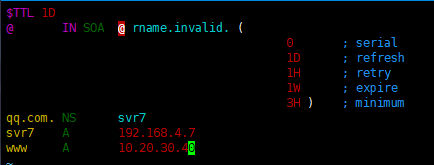 $TTL 1D
@ IN SOA @ rname.invalid. (
0 ; serial
1D ; refresh
1H ; retry
1W ; expire
3H ) ; minimum
qq.com. NS svr7
svr7 A 192.168.4.7
www A 10.20.30.40
~